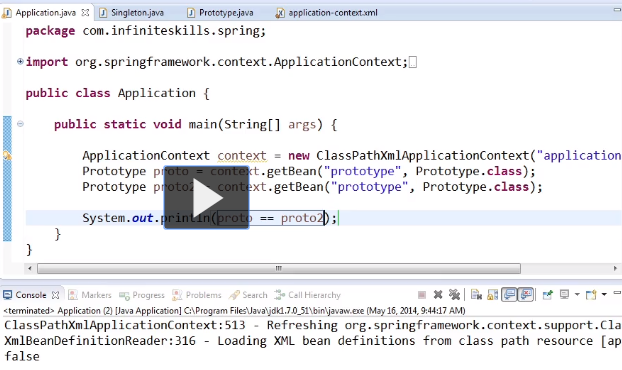 Application.java Singleton.java Prototype.java application-context.xml
package com.infiniteskills.spring;
import org.springframework.context.ApplicationContext;
public class Application {
public static void main(String[] args) {
ApplicationContext context = new ClassPathXmlApplicationContext("application
Prototype proto = context.getBean("prototype", Prototype.class);
Prototype proto2 context.getBean("prototype", Prototype.class);
System.out.println(proto == proto2);
}
}
Console Markers Progress Problems Search Call Hierarchy
<terminated> Application (2) [Java Application] C:\Program Files\Java\jdk1.7.0_51\bin\javaw.exe (May 16, 2014, 9:44:17 AM)
ClassPathXmlApplicationContext:513 - Refreshing org.springframework.context.support.Cla
XmlBeanDefinitionReader:316 - Loading XML bean definitions from class path resource [ap
false